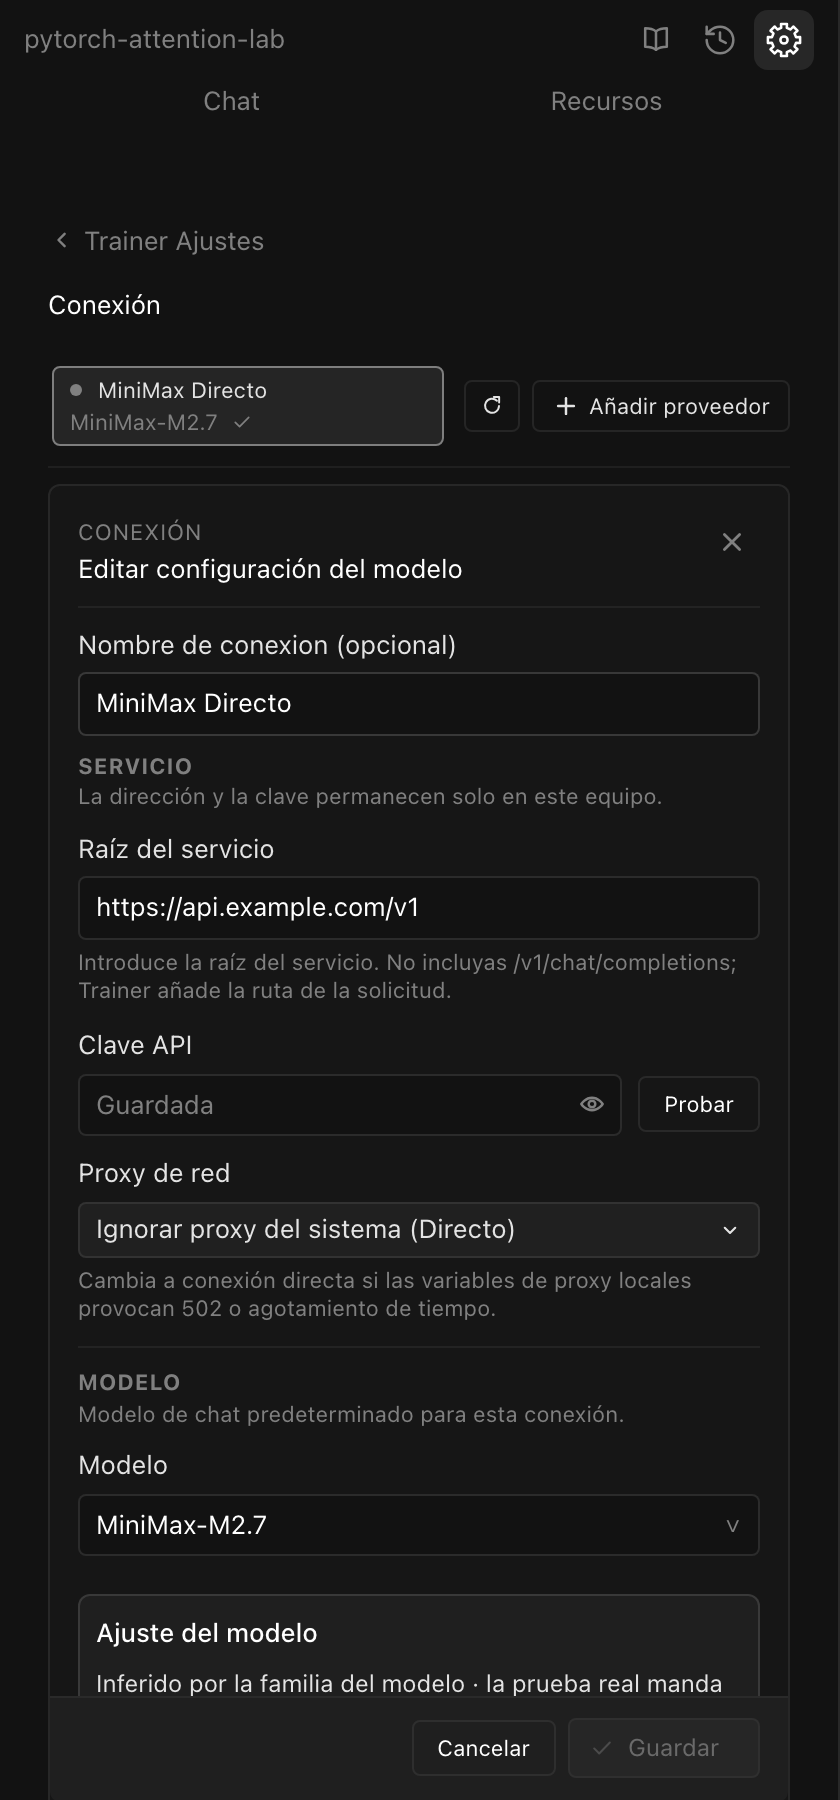 pytorch-attention-lab
Chat
Recursos
Trainer Ajustes
Conexión
MiniMax Directo
MiniMax-M2.7
Añadir proveedor
CONEXIÓN
Editar configuración del modelo
Nombre de conexion (opcional)
MiniMax Directo
SERVICIO
La dirección y la clave permanecen solo en este equipo.
Raíz del servicio
https://api.example.com/v1
Introduce la raíz del servicio. No incluyas /v1/chat/completions;
Trainer añade la ruta de la solicitud.
Clave API
Guardada
Probar
Proxy de red
Ignorar proxy del sistema (Directo)
Cambia a conexión directa si las variables de proxy locales
provocan 502 o agotamiento de tiempo.
MODELO
Modelo de chat predeterminado para esta conexión.
Modelo
MiniMax-M2.7
Ajuste del modelo
Inferido por la familia del modelo · la prueba real manda
Cancelar
Guardar